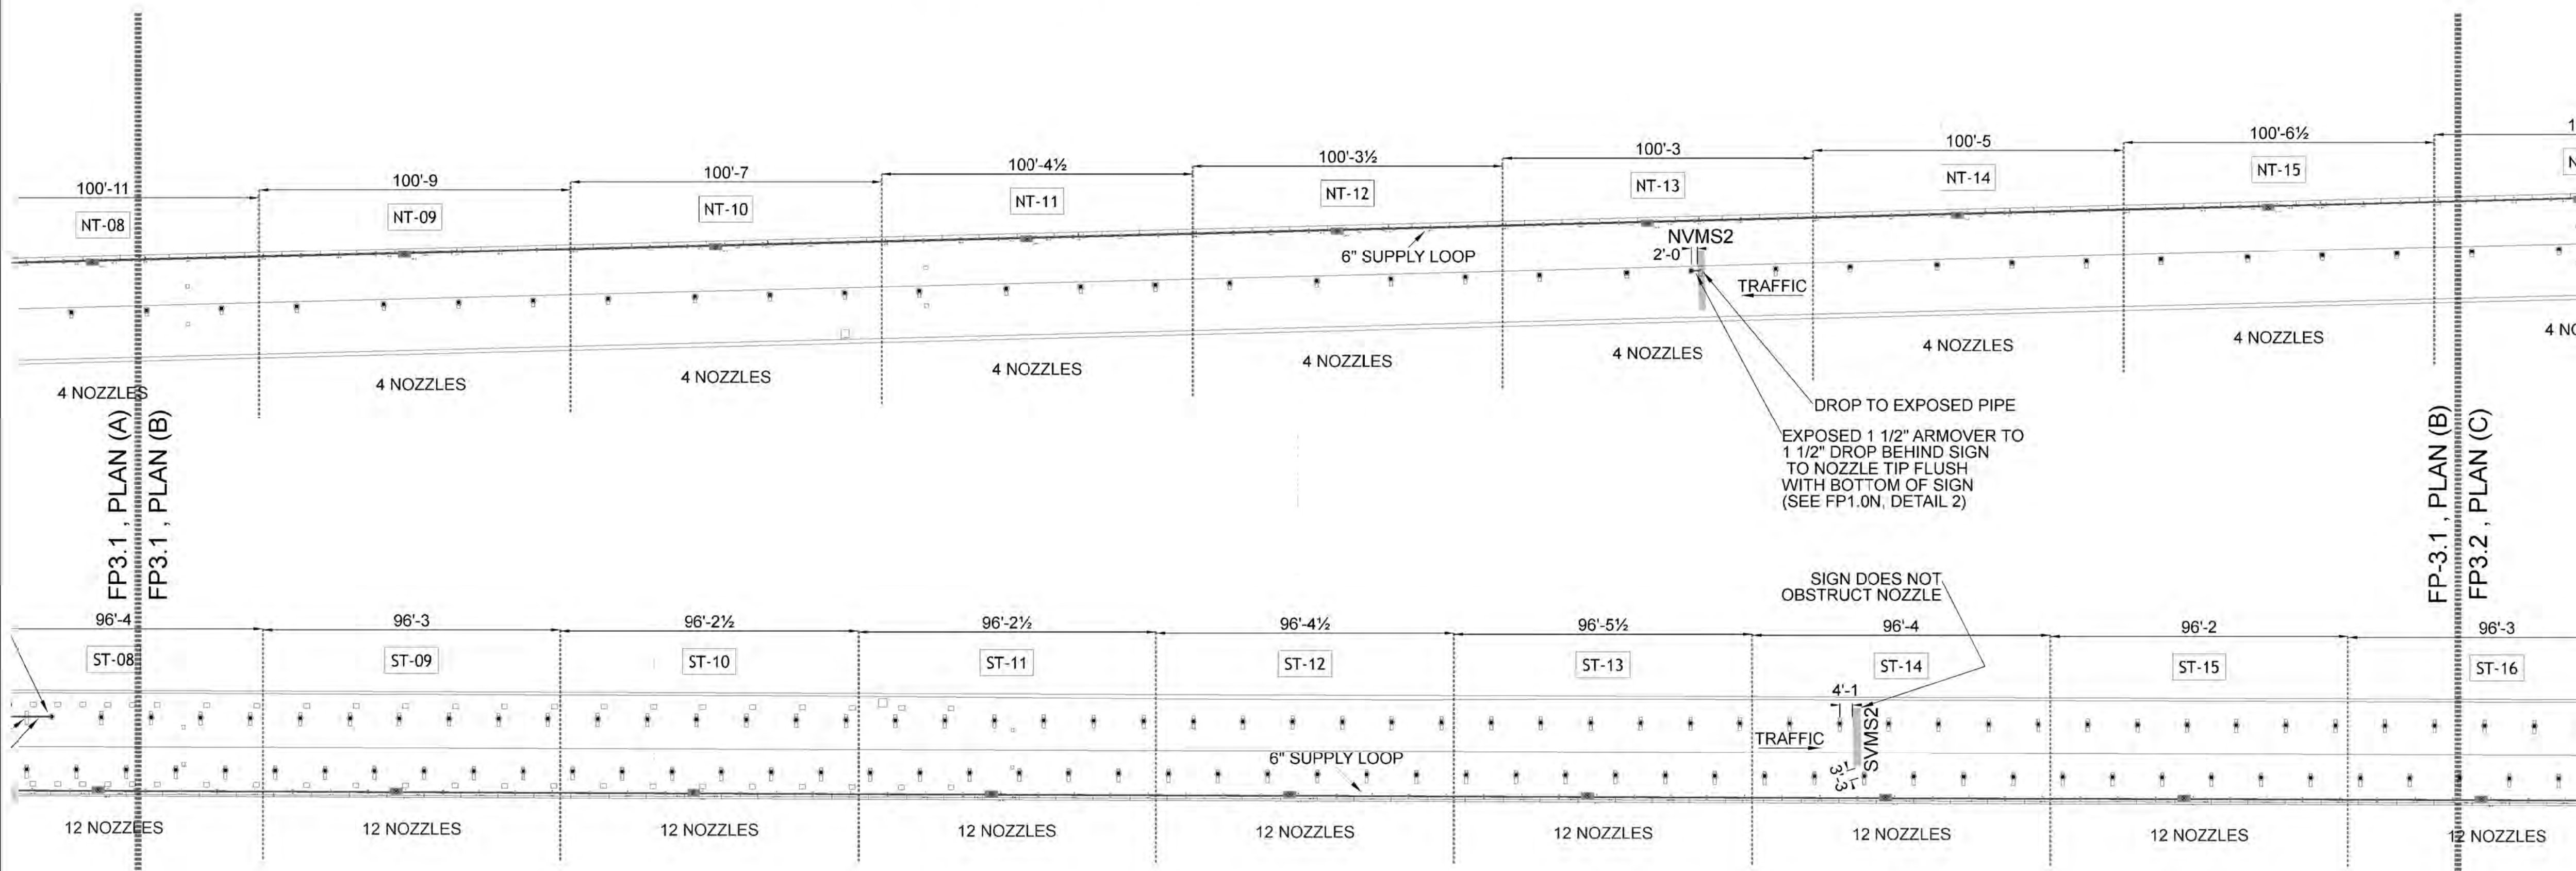 100'-11
100'-9
100'-7
100'-4½
100'-3½
100'-3
100'-5
100'-6½
1
NT-08
NT-09
NT-10
NT-11
NT-12
NT-13
NT-14
NT-15
N
6" SUPPLY LOOP
NVMS2
2'-0
TRAFFIC
4 NOZZLES
4 NOZZLES
4 NOZZLES
4 NOZZLES
4 NOZZLES
4 NOZZLES
4 NOZZLES
4 NOZZLES
4 NO
DROP TO EXPOSED PIPE
EXPOSED 1 1/2" ARMOVER TO
1 1/2" DROP BEHIND SIGN
TO NOZZLE TIP FLUSH
WITH BOTTOM OF SIGN
(SEE FP1.0N, DETAIL 2)
FP3.1 , PLAN (A)
FP3.1 , PLAN (B)
FP-3.1 , PLAN (B)
FP3.2 , PLAN (C)
SIGN DOES NOT
OBSTRUCT NOZZLE
96'-4
96'-3
96'-2½
96'-2½
96'-4½
96'-5½
96'-4
96'-2
96'-3
ST-08
ST-09
ST-10
ST-11
ST-12
ST-13
ST-14
ST-15
ST-16
4'-1
TRAFFIC
SVMS2
3'-3
6" SUPPLY LOOP
12 NOZZLES
12 NOZZLES
12 NOZZLES
12 NOZZLES
12 NOZZLES
12 NOZZLES
12 NOZZLES
12 NOZZLES
12 NOZZLES